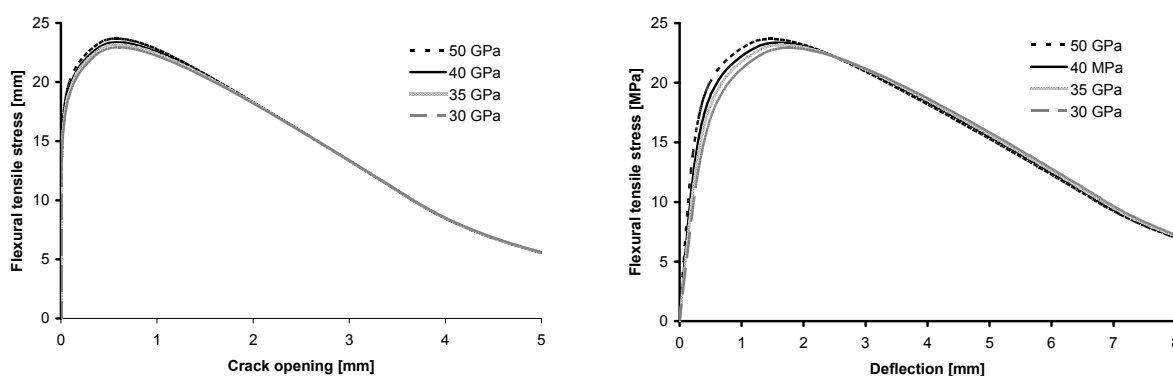 25
20
15
10
5
0
Flexural tensile stress [mm]
50 GPa
40 GPa
35 GPa
30 GPa
0 1 2 3 4 5
Crack opening [mm]
25
20
15
10
5
0
Flexural tensile stress [MPa]
50 GPa
40 MPa
35 GPa
30 GPa
0 1 2 3 4 5 6 7 8
Deflection [mm]